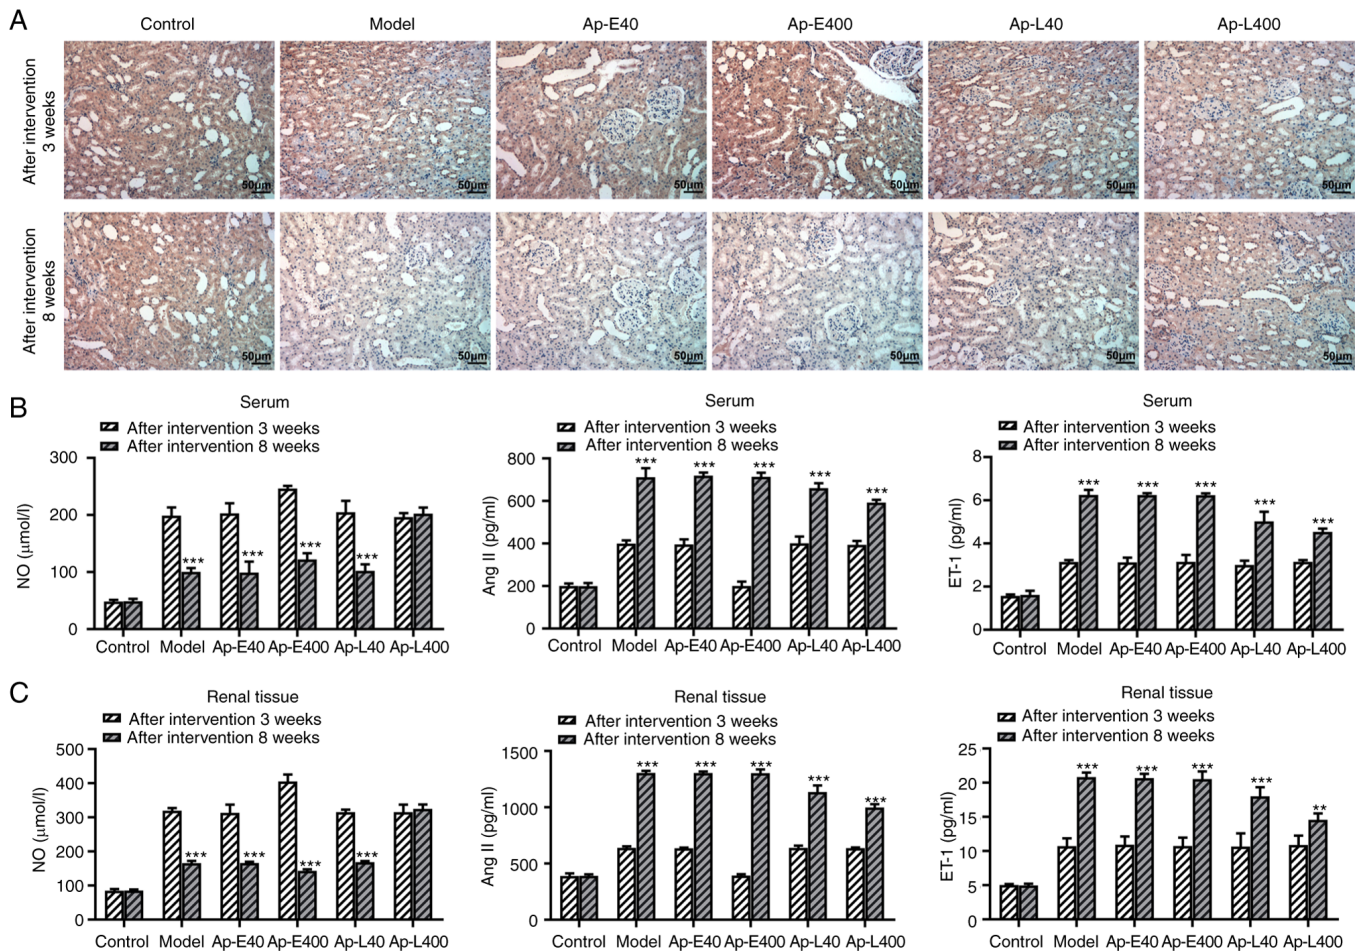 A
Control Model Ap-E40 Ap-E400 Ap-L40 Ap-L400
After intervention
3 weeks
50μm 50μm 50μm 50μm 50μm 50μm
After intervention
8 weeks
50μm 50μm 50μm 50μm 50μm 50μm
B
Serum
After intervention 3 weeks
After intervention 8 weeks
NO (μmol/l)
300
200
100
0
*** *** *** ***
Control Model Ap-E40 Ap-E400 Ap-L40 Ap-L400
Serum
After intervention 3 weeks
After intervention 8 weeks
Ang II (pg/ml)
800
600
400
200
0
*** *** *** *** ***
Control Model Ap-E40 Ap-E400 Ap-L40 Ap-L400
Serum
After intervention 3 weeks
After intervention 8 weeks
ET-1 (pg/ml)
8
6
4
2
0
*** *** *** *** ***
Control Model Ap-E40 Ap-E400 Ap-L40 Ap-L400
C
Renal tissue
After intervention 3 weeks
After intervention 8 weeks
NO (μmol/l)
500
400
300
200
100
0
*** *** *** ***
Control Model Ap-E40 Ap-E400 Ap-L40 Ap-L400
Renal tissue
After intervention 3 weeks
After intervention 8 weeks
Ang II (pg/ml)
1500
1000
500
0
*** *** *** *** ***
Control Model Ap-E40 Ap-E400 Ap-L40 Ap-L400
Renal tissue
After intervention 3 weeks
After intervention 8 weeks
ET-1 (pg/ml)
25
20
15
10
5
0
*** *** *** *** **
Control Model Ap-E40 Ap-E400 Ap-L40 Ap-L400